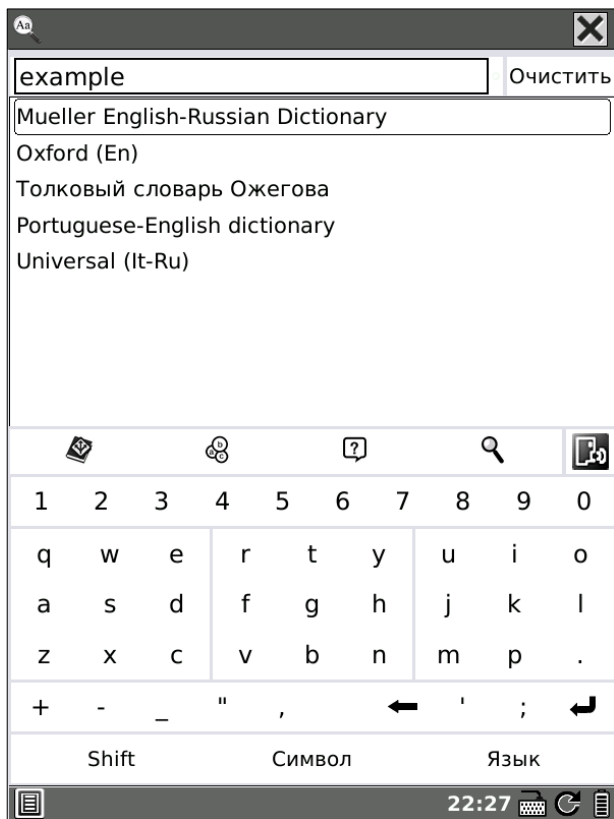 Aa
example
Очистить
Mueller English-Russian Dictionary
Oxford (En)
Толковый словарь Ожегова
Portuguese-English dictionary
Universal (It-Ru)
a b c
?
1 2 3 4 5 6 7 8 9 0
q w e r t y u i o
a s d f g h j k l
z x c v b n m p .
+ - _ " , ' ;
Shift Символ Язык
22:27